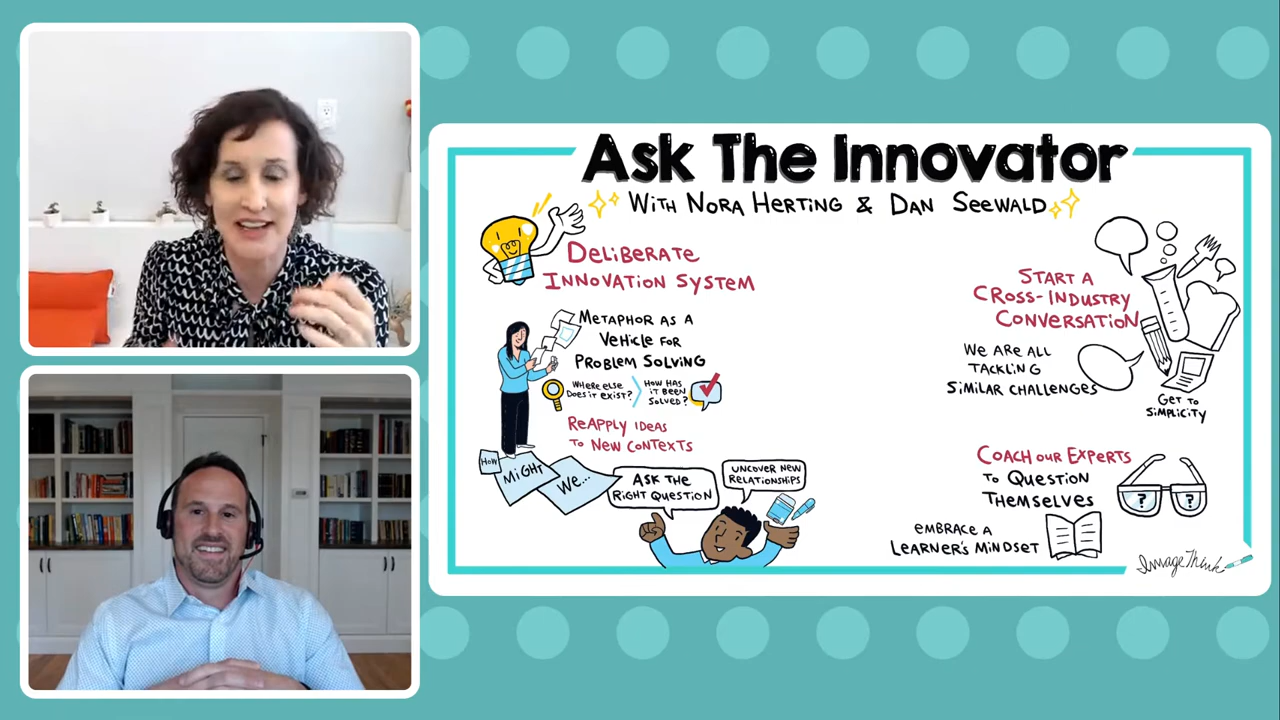 Ask The Innovator
With Nora Herting & Dan Seewald
Deliberate
Innovation System
Metaphor as a
Vehicle for
Problem Solving
Where else
does it exist?
How has
it been
solved?
ReApply Ideas
to New Contexts
How
Might
We...
Ask the
Right Question
Uncover New
Relationships
Start a
Cross-Industry
Conversation
We are all
tackling
similar challenges
Get to
simplicity
Coach our Experts
to Question
Themselves
? ?
Embrace a
Learner's Mindset
ImageThink